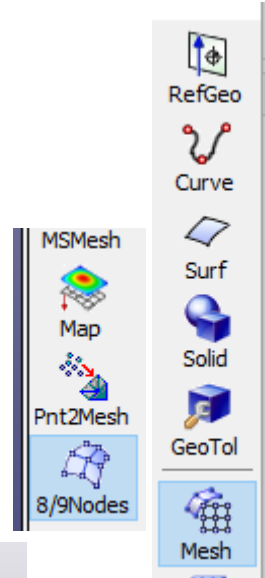 MSMesh
Map
Pnt2Mesh
8/9Nodes
RefGeo
Curve
Surf
Solid
GeoTol
Mesh